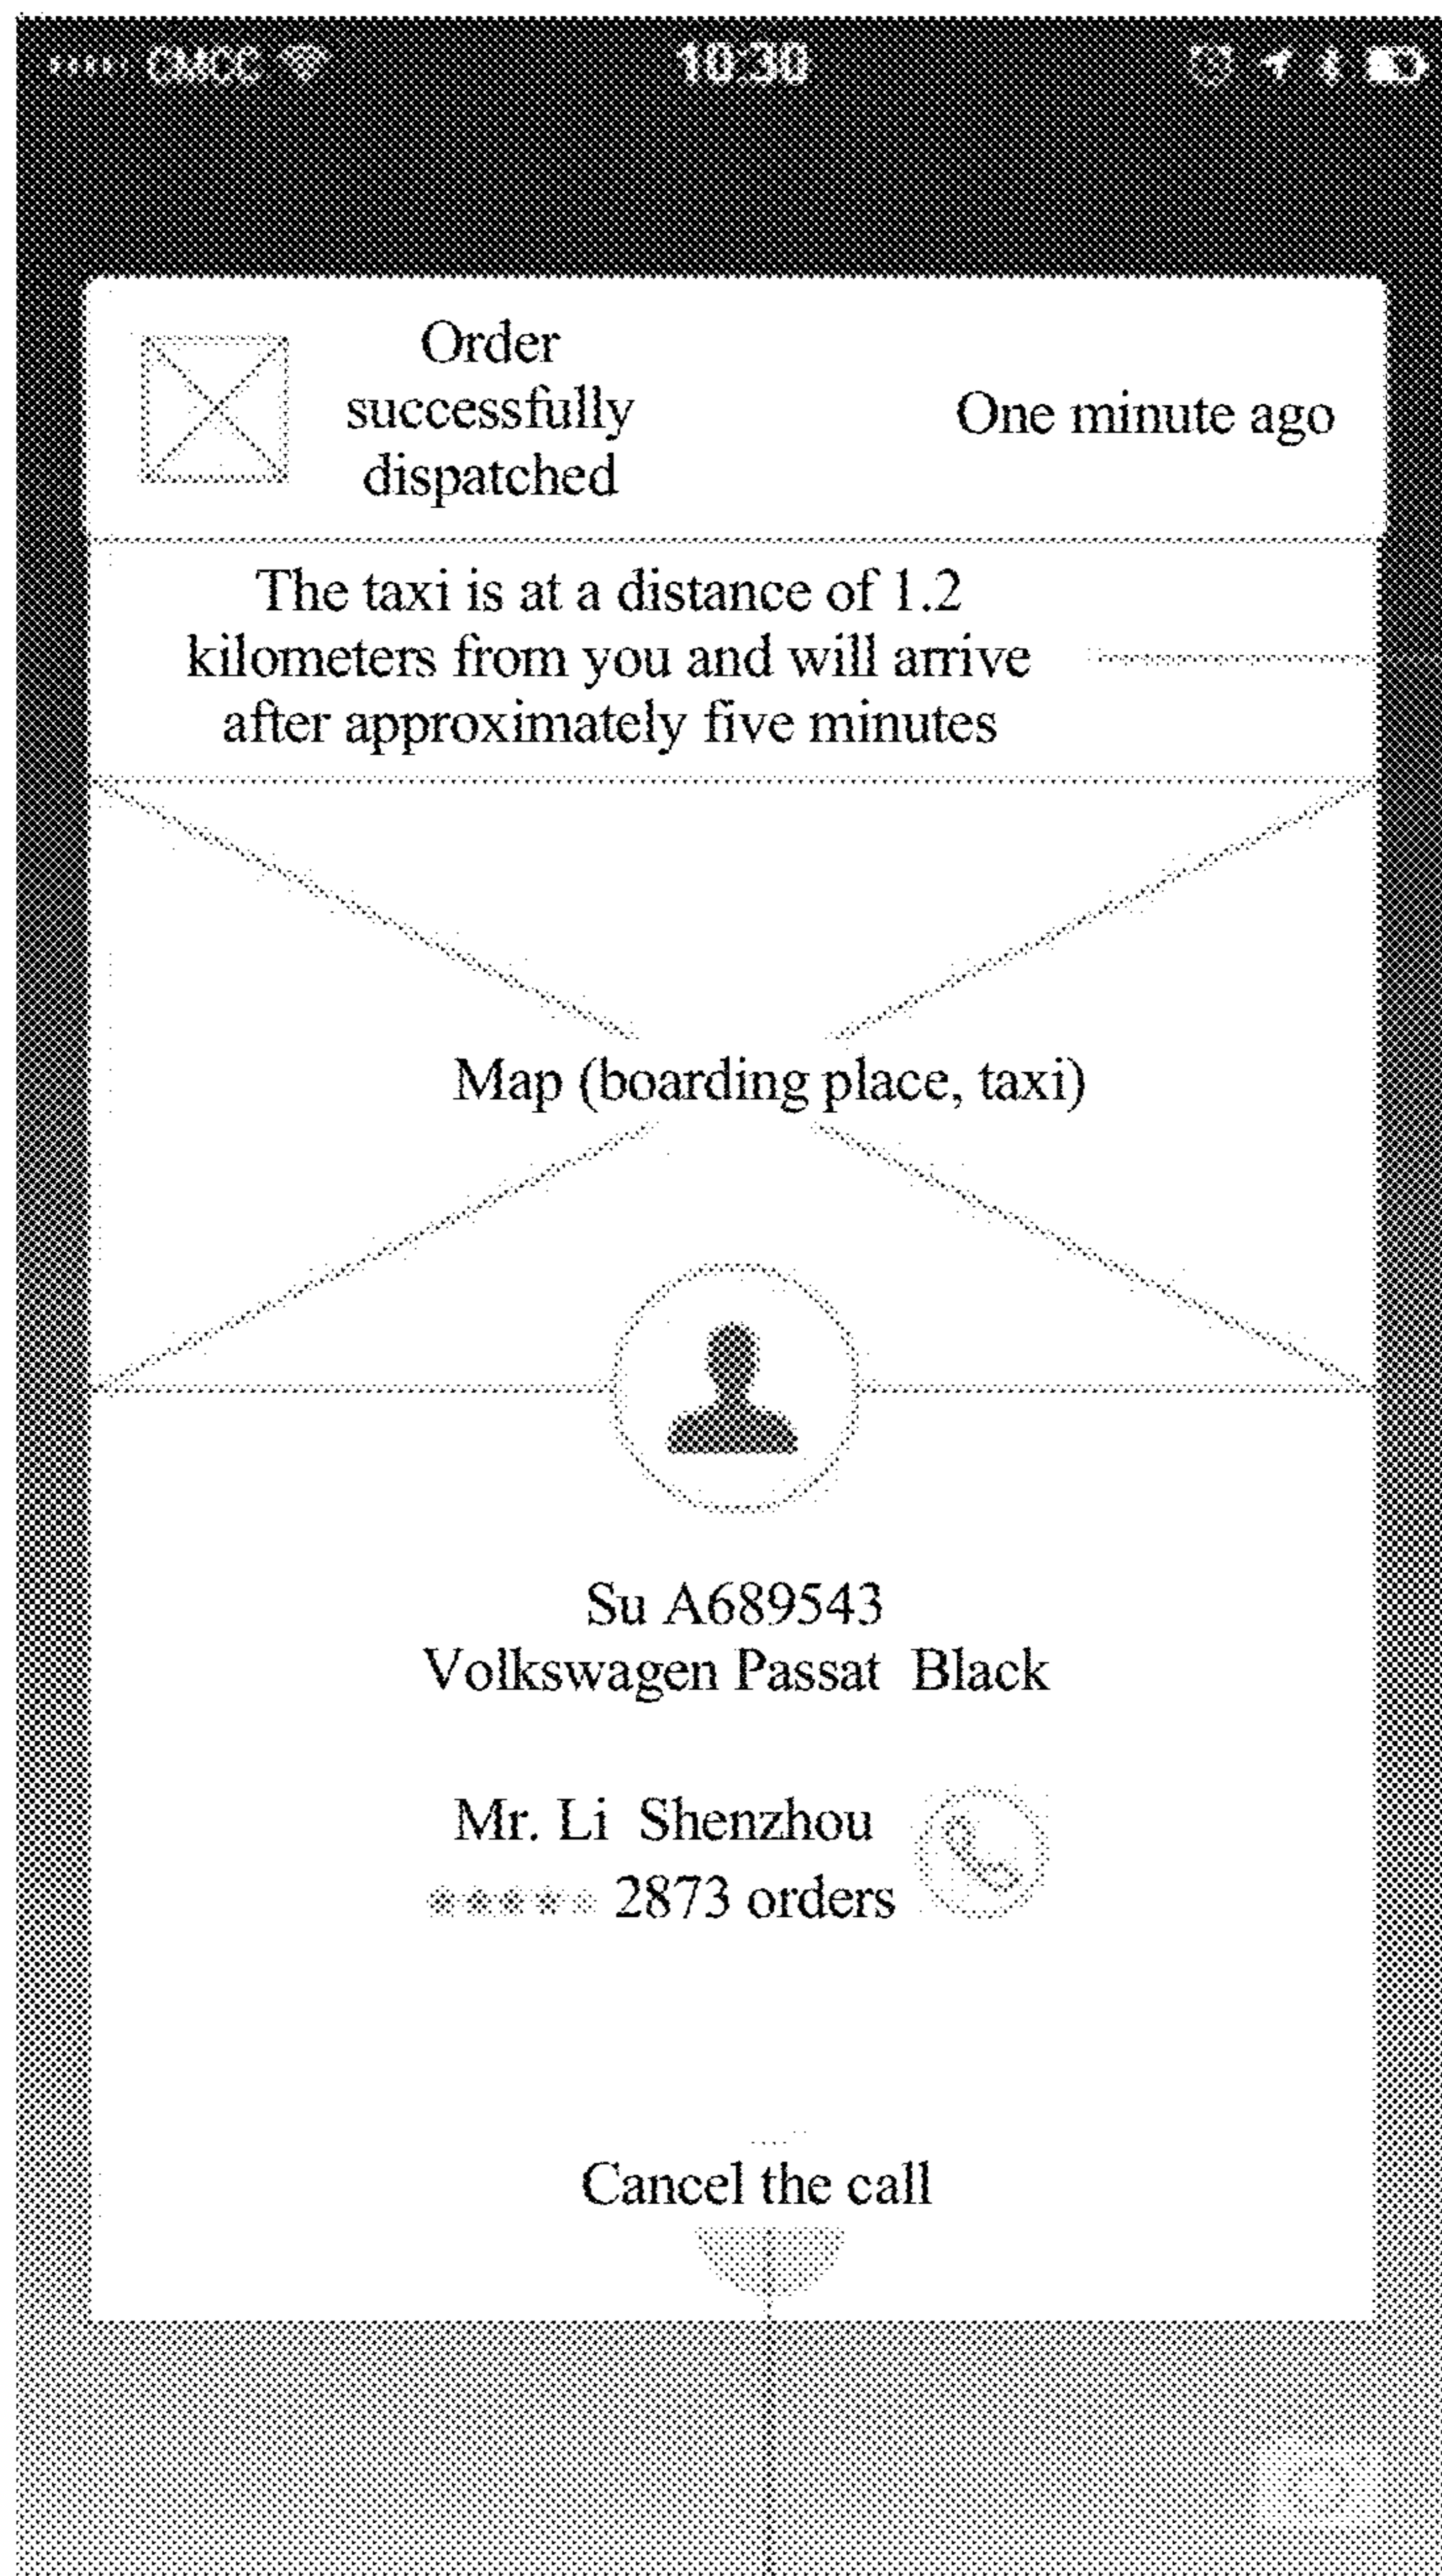 CMCC 10:30
Order
successfully
dispatched
One minute ago
The taxi is at a distance of 1.2
kilometers from you and will arrive
after approximately five minutes
Map (boarding place, taxi)
Su A689543
Volkswagen Passat Black
Mr. Li Shenzhou
2873 orders
Cancel the call